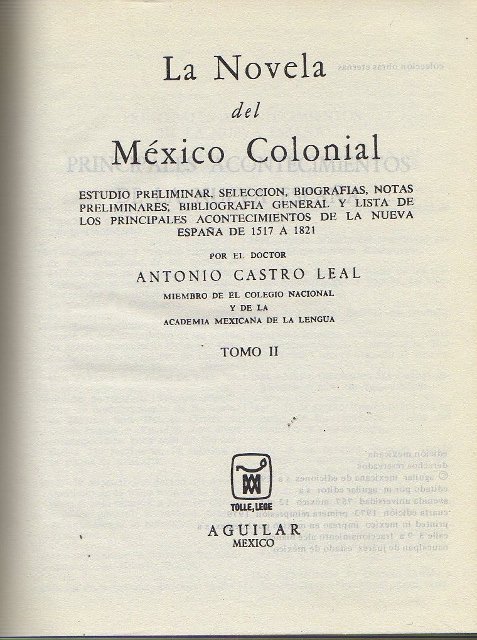 La Novela
del
México Colonial
ESTUDIO PRELIMINAR, SELECCION, BIOGRAFIAS, NOTAS
PRELIMINARES, BIBLIOGRAFIA GENERAL Y LISTA DE
LOS PRINCIPALES ACONTECIMIENTOS DE LA NUEVA
ESPAÑA DE 1517 A 1821
POR EL DOCTOR
ANTONIO CASTRO LEAL
MIEMBRO DE EL COLEGIO NACIONAL
Y DE LA
ACADEMIA MEXICANA DE LA LENGUA
TOMO II
TOLLE, LEGE
AGUILAR
MEXICO